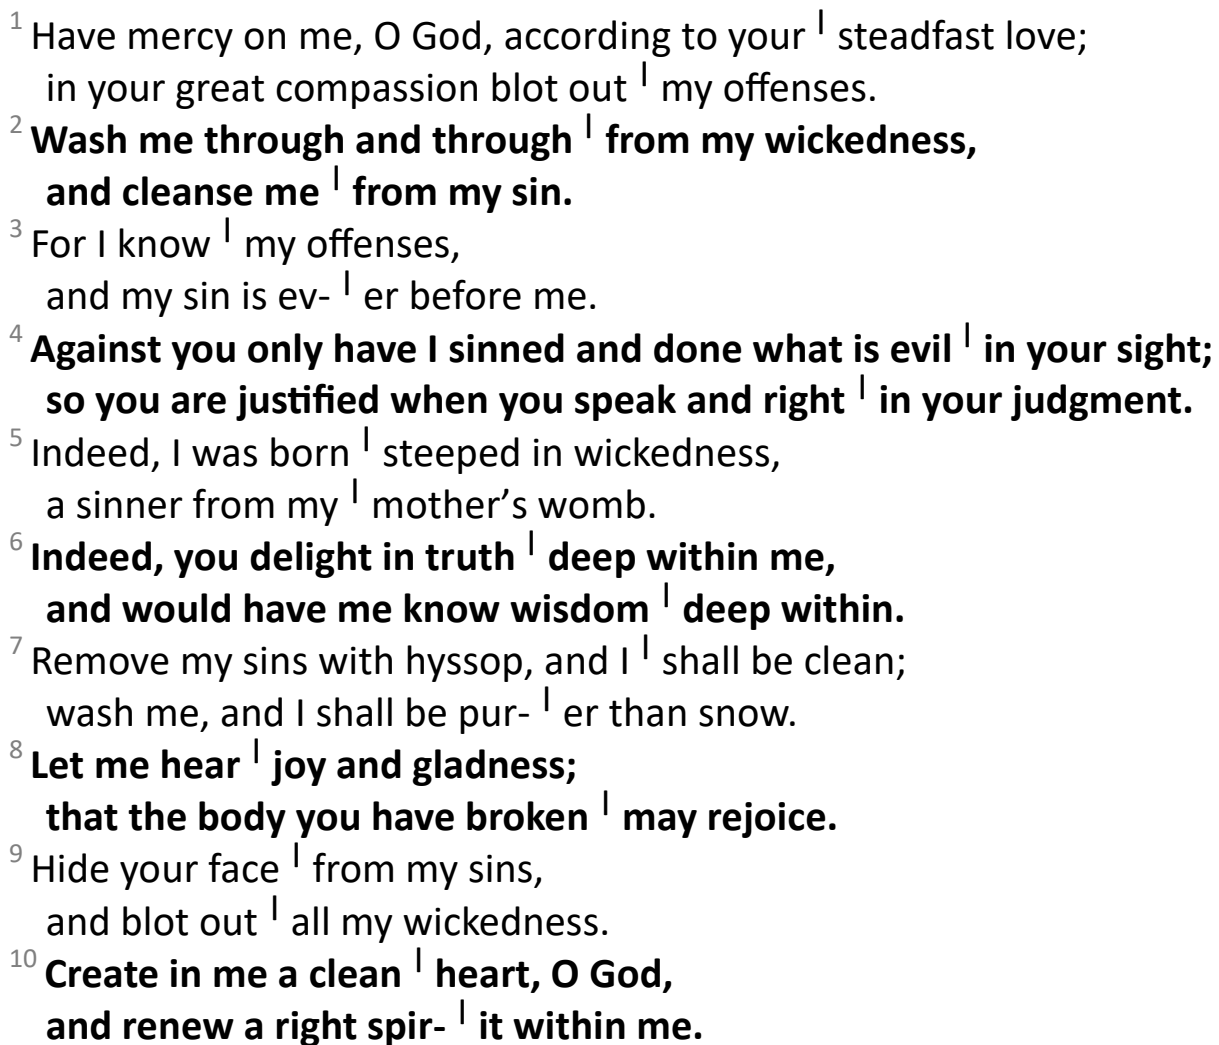 1 Have mercy on me, O God, according to your | steadfast love;
in your great compassion blot out | my offenses.
2 Wash me through and through | from my wickedness,
and cleanse me | from my sin.
3 For I know | my offenses,
and my sin is ev- | er before me.
4 Against you only have I sinned and done what is evil | in your sight;
so you are justified when you speak and right | in your judgment.
5 Indeed, I was born | steeped in wickedness,
a sinner from my | mother’s womb.
6 Indeed, you delight in truth | deep within me,
and would have me know wisdom | deep within.
7 Remove my sins with hyssop, and I | shall be clean;
wash me, and I shall be pur- | er than snow.
8 Let me hear | joy and gladness;
that the body you have broken | may rejoice.
9 Hide your face | from my sins,
and blot out | all my wickedness.
10 Create in me a clean | heart, O God,
and renew a right spir- | it within me.